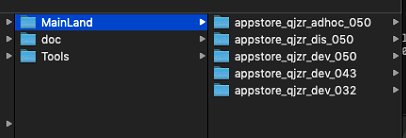 MainLand
doc
Tools
appstore_qjzr_adhoc_050
appstore_qjzr_dis_050
appstore_qjzr_dev_050
appstore_qjzr_dev_043
appstore_qjzr_dev_032